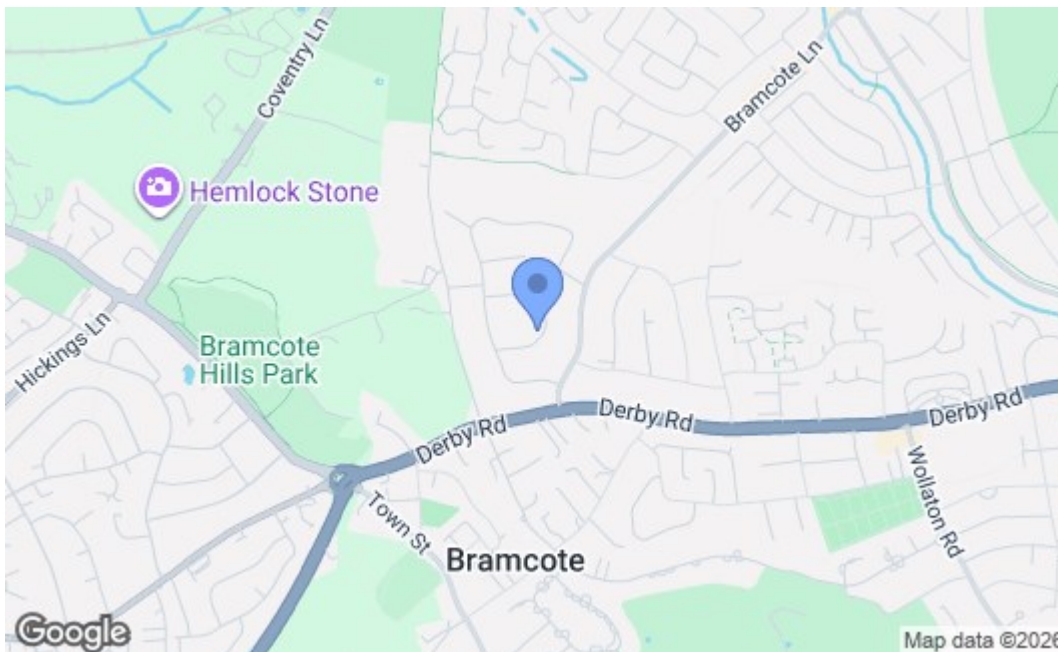 Coventry Ln
Bramcote Ln
Hemlock Stone
Hickings Ln
Bramcote
Hills Park
Derby Rd
Derby Rd
Derby Rd
Wollaton Rd
Town St
Bramcote
Google
Map data ©2026